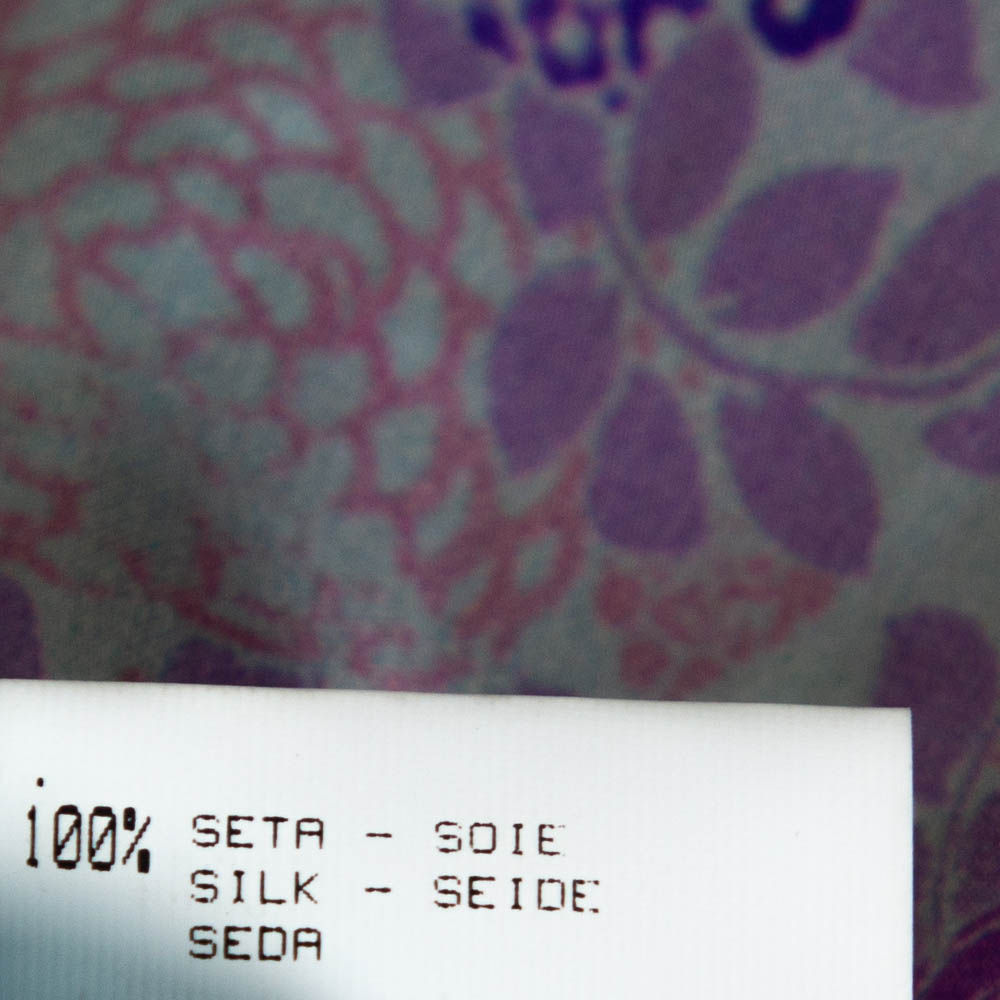 100% SETA - SOIE
SILK - SEIDE
SEDA